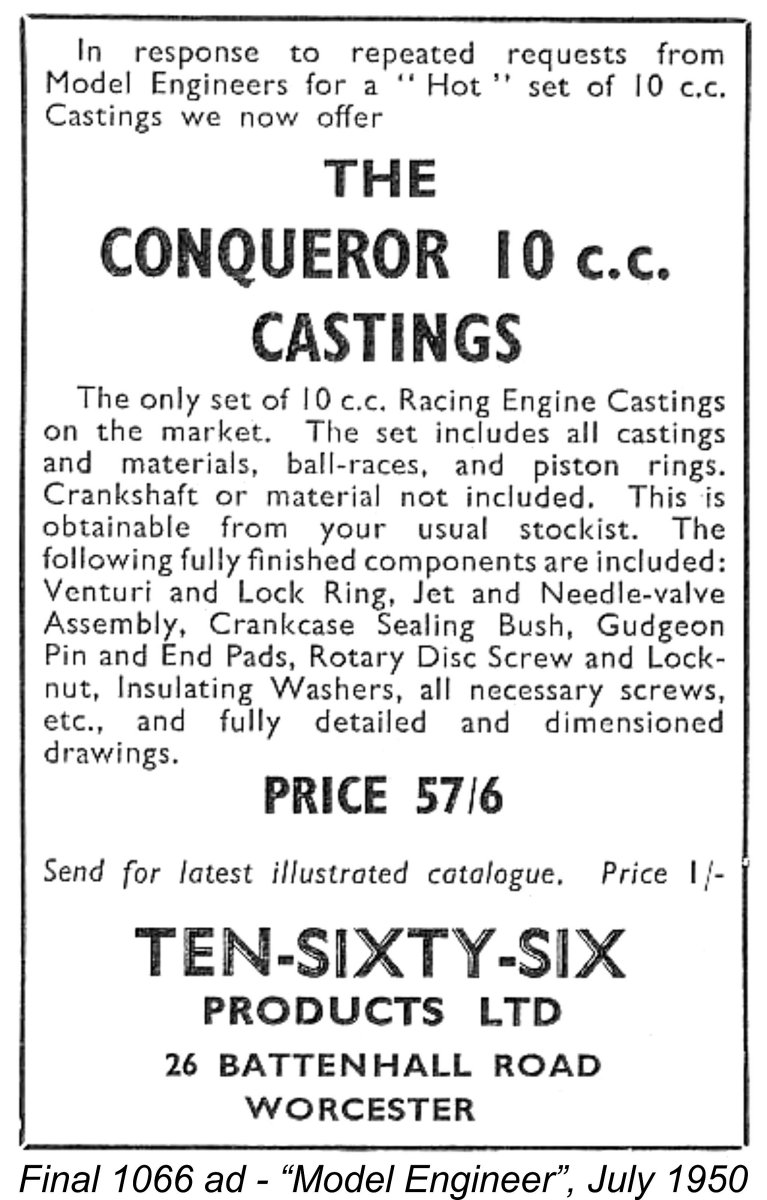 In response to repeated requests from
Model Engineers for a “ Hot ” set of 10 c.c.
Castings we now offer
THE
CONQUEROR 10 c.c.
CASTINGS
The only set of 10 c.c. Racing Engine Castings
on the market. The set includes all castings
and materials, ball-races, and piston rings.
Crankshaft or material not included. This is
obtainable from your usual stockist. The
following fully finished components are included:
Venturi and Lock Ring, Jet and Needle-valve
Assembly, Crankcase Sealing Bush, Gudgeon
Pin and End Pads, Rotary Disc Screw and Lock-
nut, Insulating Washers, all necessary screws,
etc., and fully detailed and dimensioned
drawings.
PRICE 57/6
Send for latest illustrated catalogue. Price 1/-
TEN-SIXTY-SIX
PRODUCTS LTD
26 BATTENHALL ROAD
WORCESTER
Final 1066 ad - “Model Engineer”, July 1950